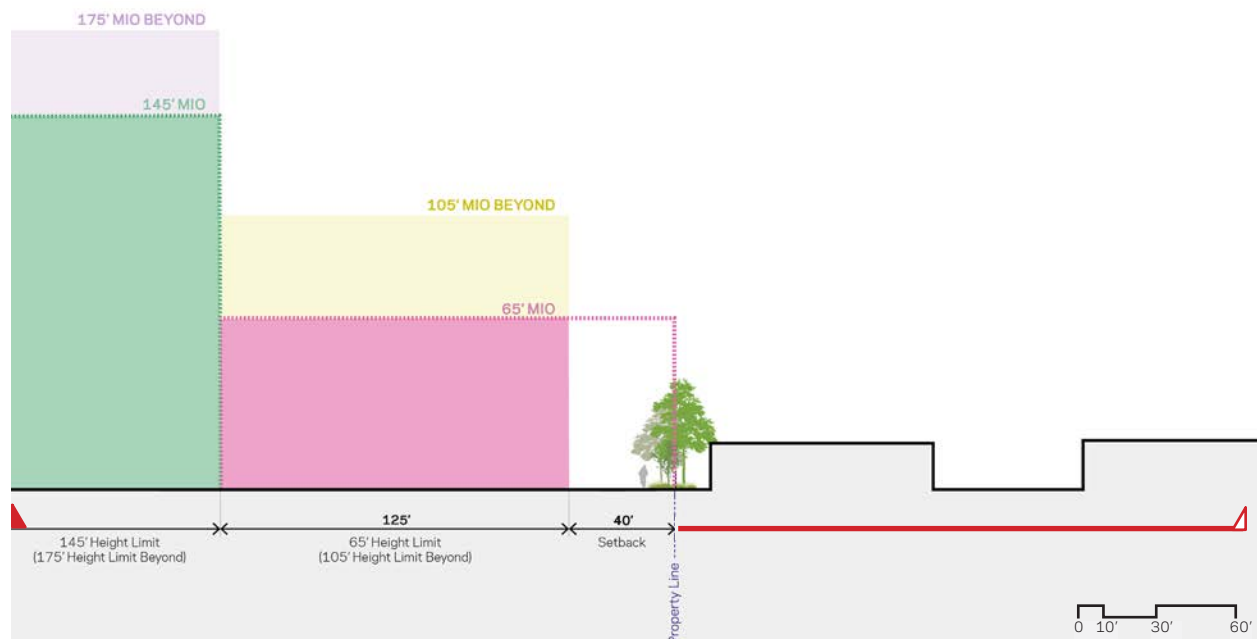 175' MIO BEYOND
145' MIO
105' MIO BEYOND
65' MIO
125'
40'
145' Height Limit
(175' Height Limit Beyond)
65' Height Limit
(105' Height Limit Beyond)
Setback
Property Line
0 10' 30' 60'